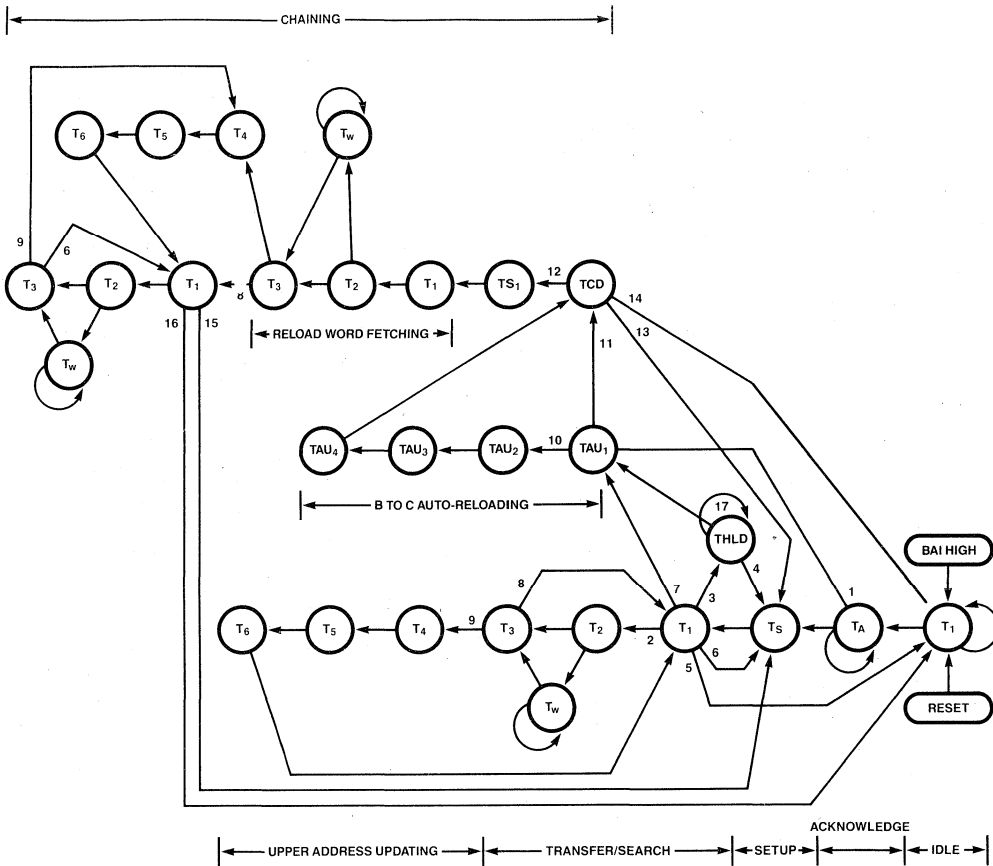 CHAINING
T6
T5
T4
Tw
9
6
T3
T2
T1
8
T3
T2
T1
TS1
12
TCD
14
13
16
15
RELOAD WORD FETCHING
11
Tw
TAU4
TAU3
TAU2
10
TAU1
B TO C AUTO-RELOADING
17
THLD
4
BAI HIGH
8
7
3
1
T6
T5
T4
9
T3
T2
2
T1
6
5
TS
TA
T1
Tw
RESET
ACKNOWLEDGE
UPPER ADDRESS UPDATING
TRANSFER/SEARCH
SETUP
IDLE